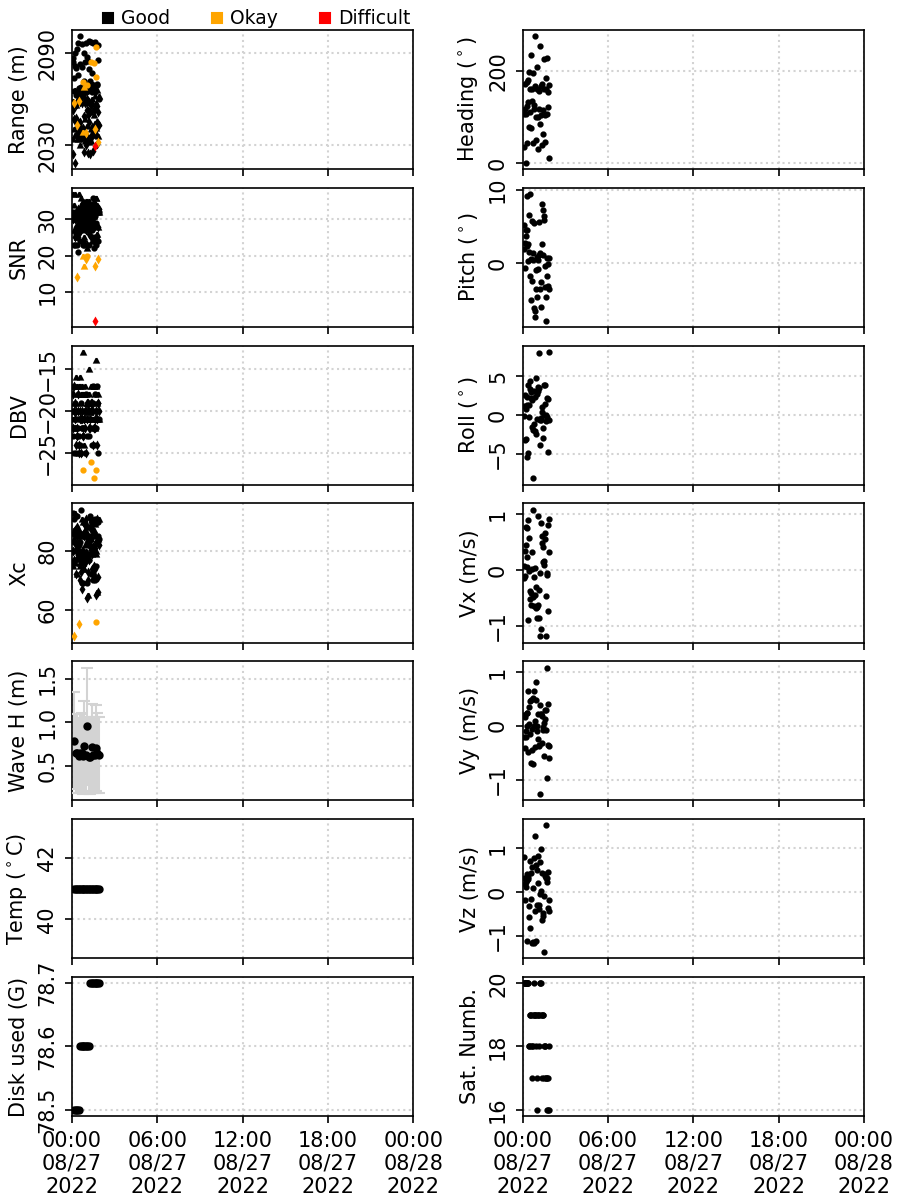 Good Okay Difficult
Range (m)
2090
2030
Heading (°)
200
0
SNR
30
20
10
Pitch (°)
10
0
DBV
−15
−20
−25
Roll (°)
5
0
−5
Xc
80
60
Vx (m/s)
1
0
−1
Wave H (m)
1.5
1.0
0.5
Vy (m/s)
1
0
−1
Temp (°C)
42
40
Vz (m/s)
1
0
−1
Disk used (G)
78.7
78.6
78.5
Sat. Numb.
20
18
16
00:00 06:00 12:00 18:00 00:00
08/27 08/27 08/27 08/27 08/28
2022 2022 2022 2022 2022
00:00 06:00 12:00 18:00 00:00
08/27 08/27 08/27 08/27 08/28
2022 2022 2022 2022 2022